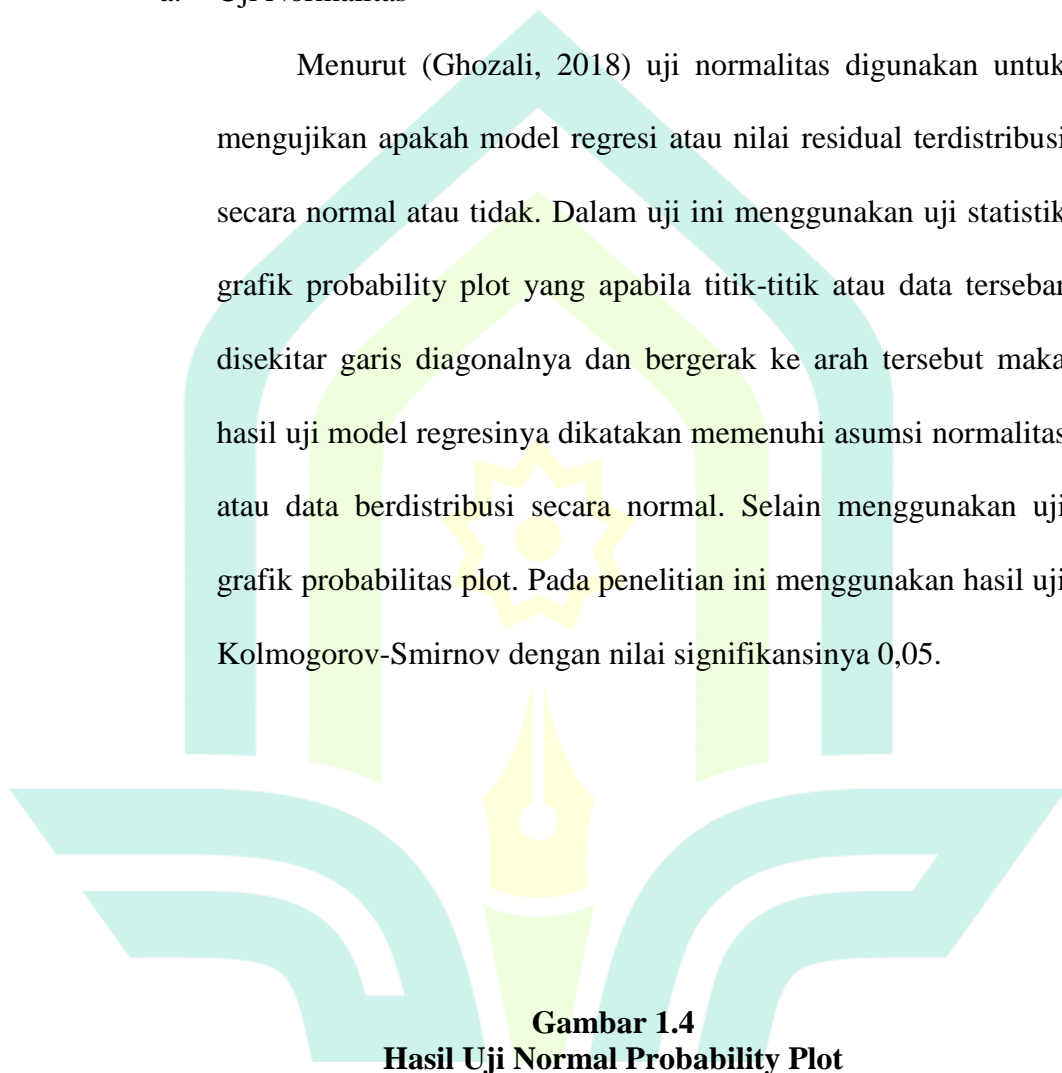 a. Uji Normalitas
Menurut (Ghozali, 2018) uji normalitas digunakan untuk
mengujikan apakah model regresi atau nilai residual terdistribusi
secara normal atau tidak. Dalam uji ini menggunakan uji statistik
grafik probability plot yang apabila titik-titik atau data tersebar
disekitar garis diagonalnya dan bergerak ke arah tersebut maka
hasil uji model regresinya dikatakan memenuhi asumsi normalitas
atau data berdistribusi secara normal. Selain menggunakan uji
grafik probabilitas plot. Pada penelitian ini menggunakan hasil uji
Kolmogorov-Smirnov dengan nilai signifikansinya 0,05.
Gambar 1.4
Hasil Uji Normal Probability Plot